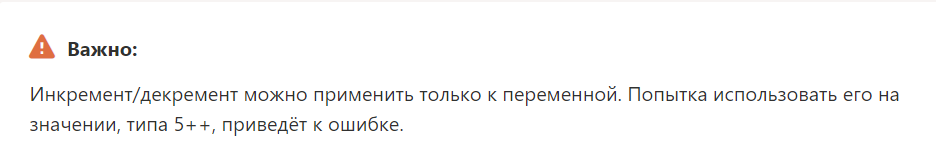 Важно:
Инкремент/декремент можно применить только к переменной. Попытка использовать его на
значении, типа 5++, приведёт к ошибке.